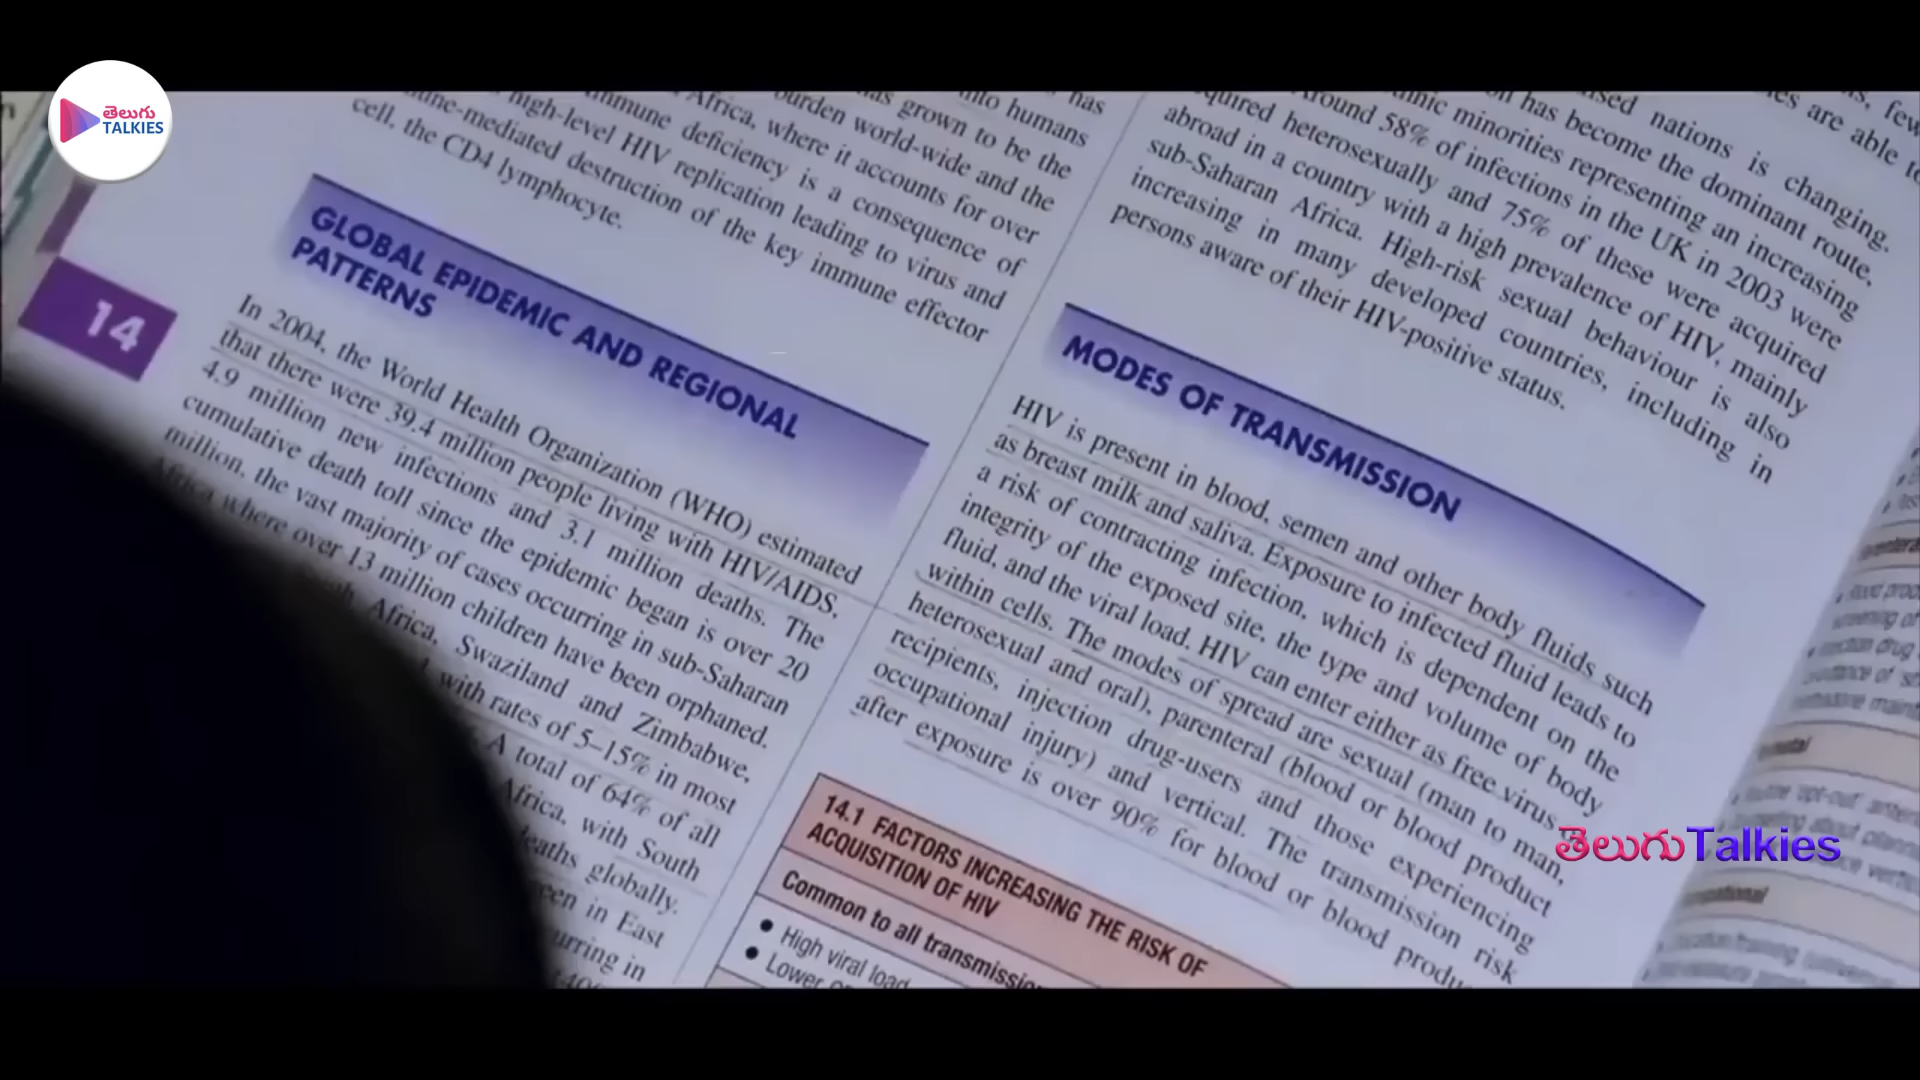 తెలుగు
TALKIES
into humans
has grown to be the
burden world-wide and the
Africa, where it accounts for over
immune deficiency is a consequence of
high-level HIV replication leading to virus and
-mediated destruction of the key immune effector
cell, the CD4 lymphocyte.
14
GLOBAL EPIDEMIC AND REGIONAL
PATTERNS
In 2004, the World Health Organization (WHO) estimated
that there were 39.4 million people living with HIV/AIDS,
4.9 million new infections and 3.1 million deaths. The
cumulative death toll since the epidemic began is over 20
million, the vast majority of cases occurring in sub-Saharan
Africa where over 13 million children have been orphaned.
Africa, Swaziland and Zimbabwe,
with rates of 5–15% in most
A total of 64% of all
Africa, with South
deaths globally.
seen in East
occurring in
nations is changing.
has become the dominant route,
minorities representing an increasing
Around 58% of infections in the UK in 2003 were
acquired heterosexually and 75% of these were acquired
abroad in a country with a high prevalence of HIV, mainly
sub-Saharan Africa. High-risk sexual behaviour is also
increasing in many developed countries, including in
persons aware of their HIV-positive status.
MODES OF TRANSMISSION
HIV is present in blood, semen and other body fluids such
as breast milk and saliva. Exposure to infected fluid leads to
a risk of contracting infection, which is dependent on the
integrity of the exposed site, the type and volume of body
fluid, and the viral load. HIV can enter either as free virus
within cells. The modes of spread are sexual (man to man,
heterosexual and oral), parenteral (blood or blood product
recipients, injection drug-users and those experiencing
occupational injury) and vertical. The transmission risk
after exposure is over 90% for blood or blood
14.1 FACTORS INCREASING THE RISK OF
ACQUISITION OF HIV
Common to all
• High viral load
• Lower
తెలుగుTalkies